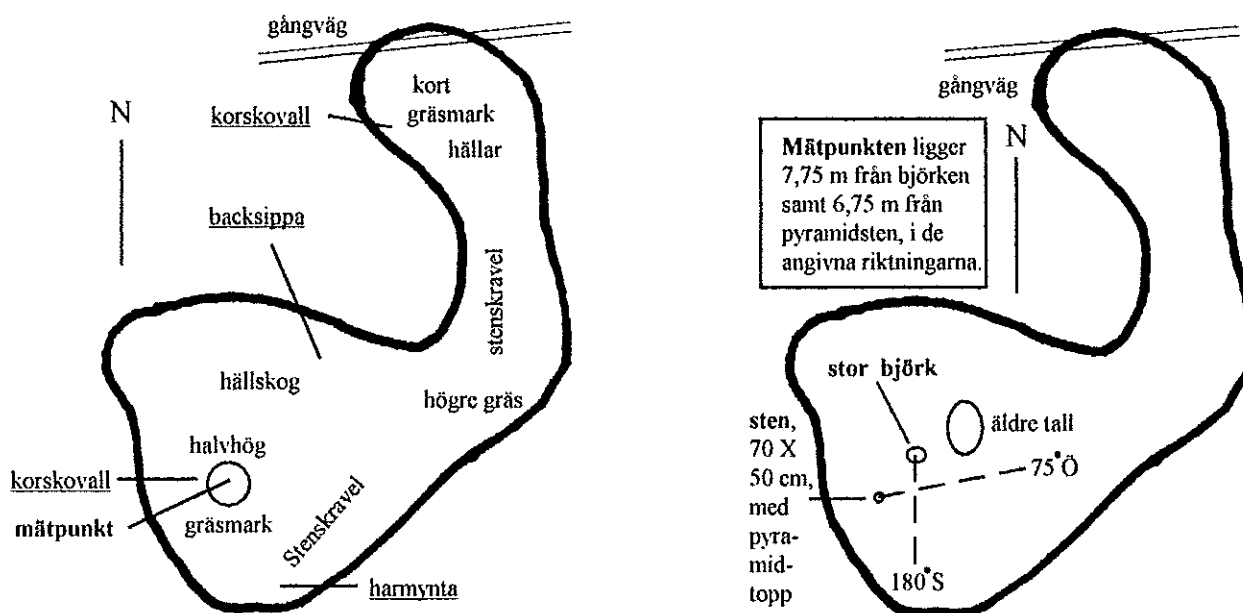 gångväg
kort
gräsmark
hällar
N
korskovall
backsippa
stenskravel
hällskog
högre gräs
halvhög
korskovall
mätpunkt
gräsmark
Stenskravel
harmynta
gångväg
N
Mätpunkten ligger
7,75 m från björken
samt 6,75 m från
pyramidsten, i de
angivna riktningarna.
stor björk
äldre tall
sten,
70 X
50 cm,
med
pyra-
mid-
topp
75°Ö
180°S